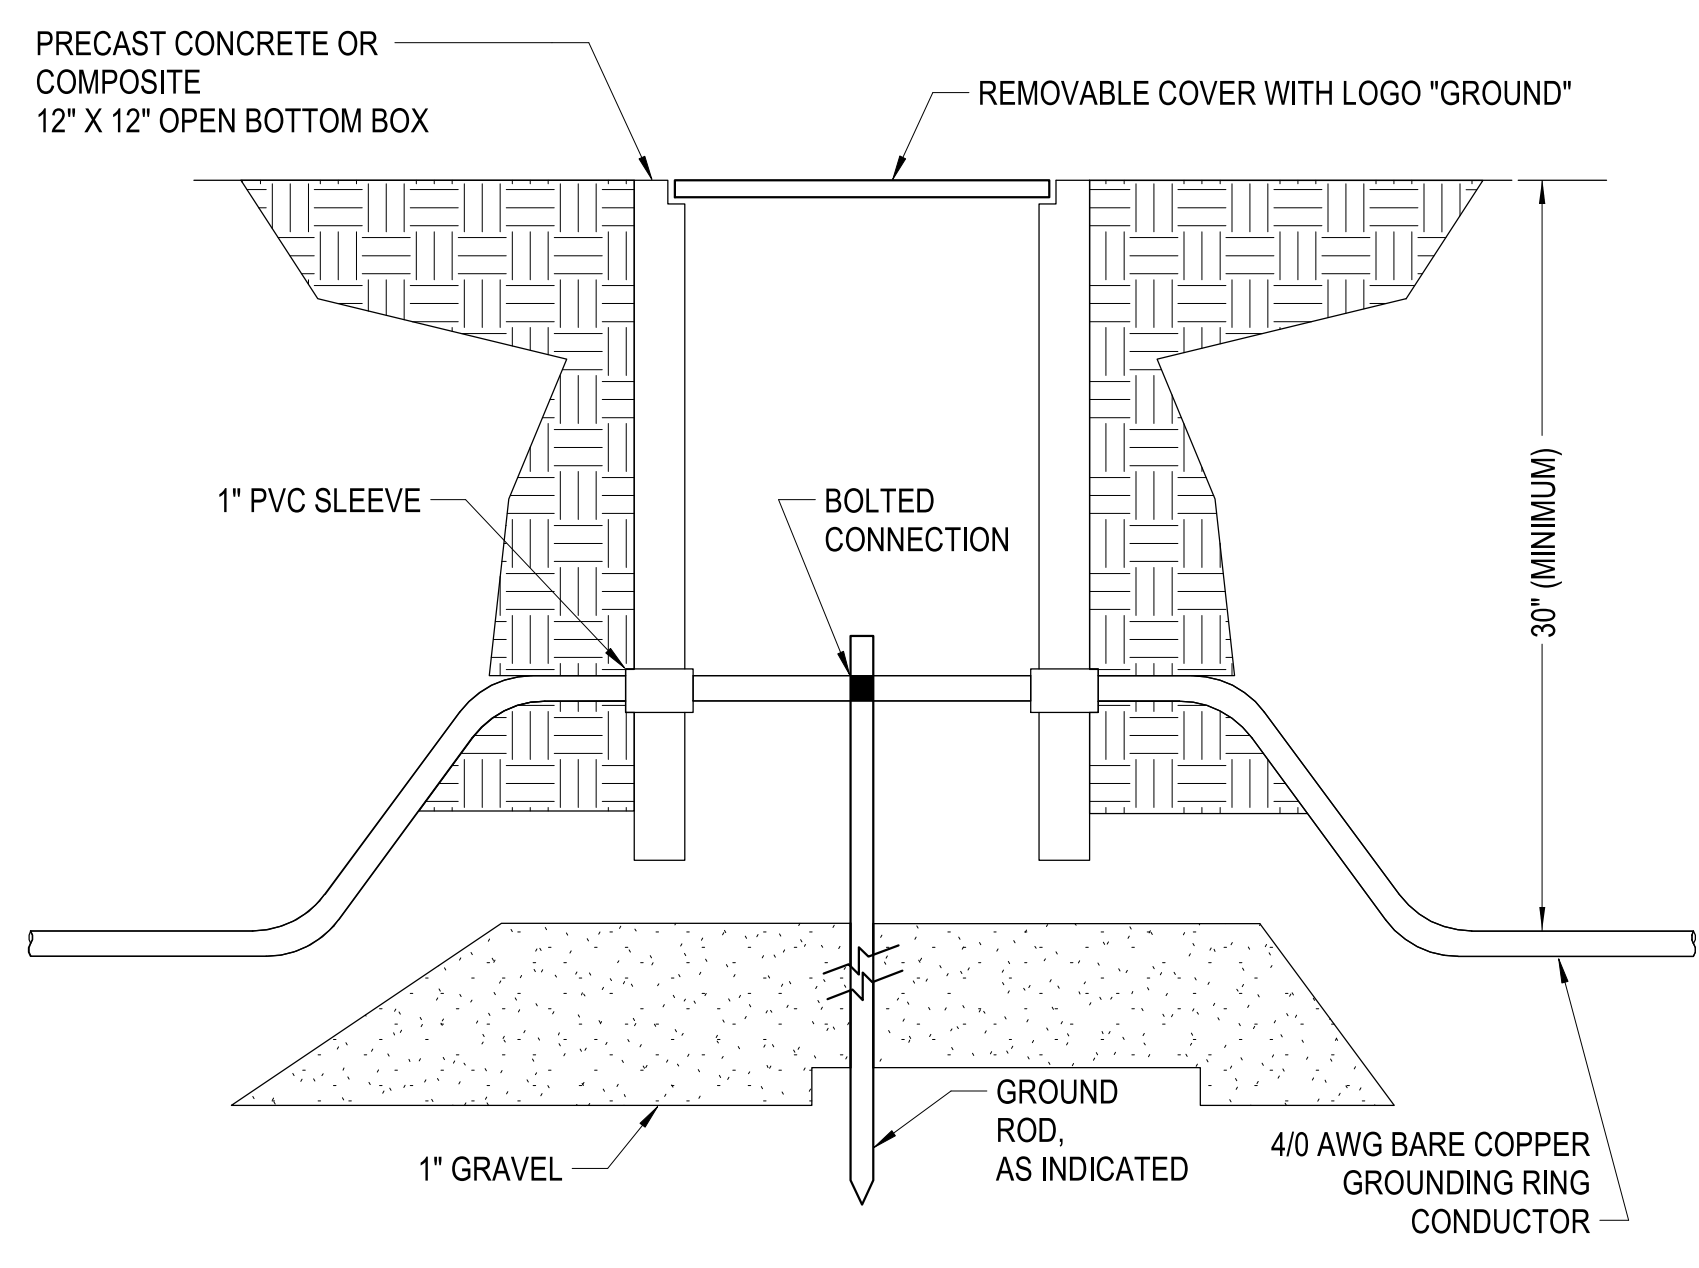 PRECAST CONCRETE OR
COMPOSITE
12" X 12" OPEN BOTTOM BOX
REMOVABLE COVER WITH LOGO "GROUND"
1" PVC SLEEVE
BOLTED
CONNECTION
30" (MINIMUM)
GROUND
ROD,
AS INDICATED
1" GRAVEL
4/0 AWG BARE COPPER
GROUNDING RING
CONDUCTOR